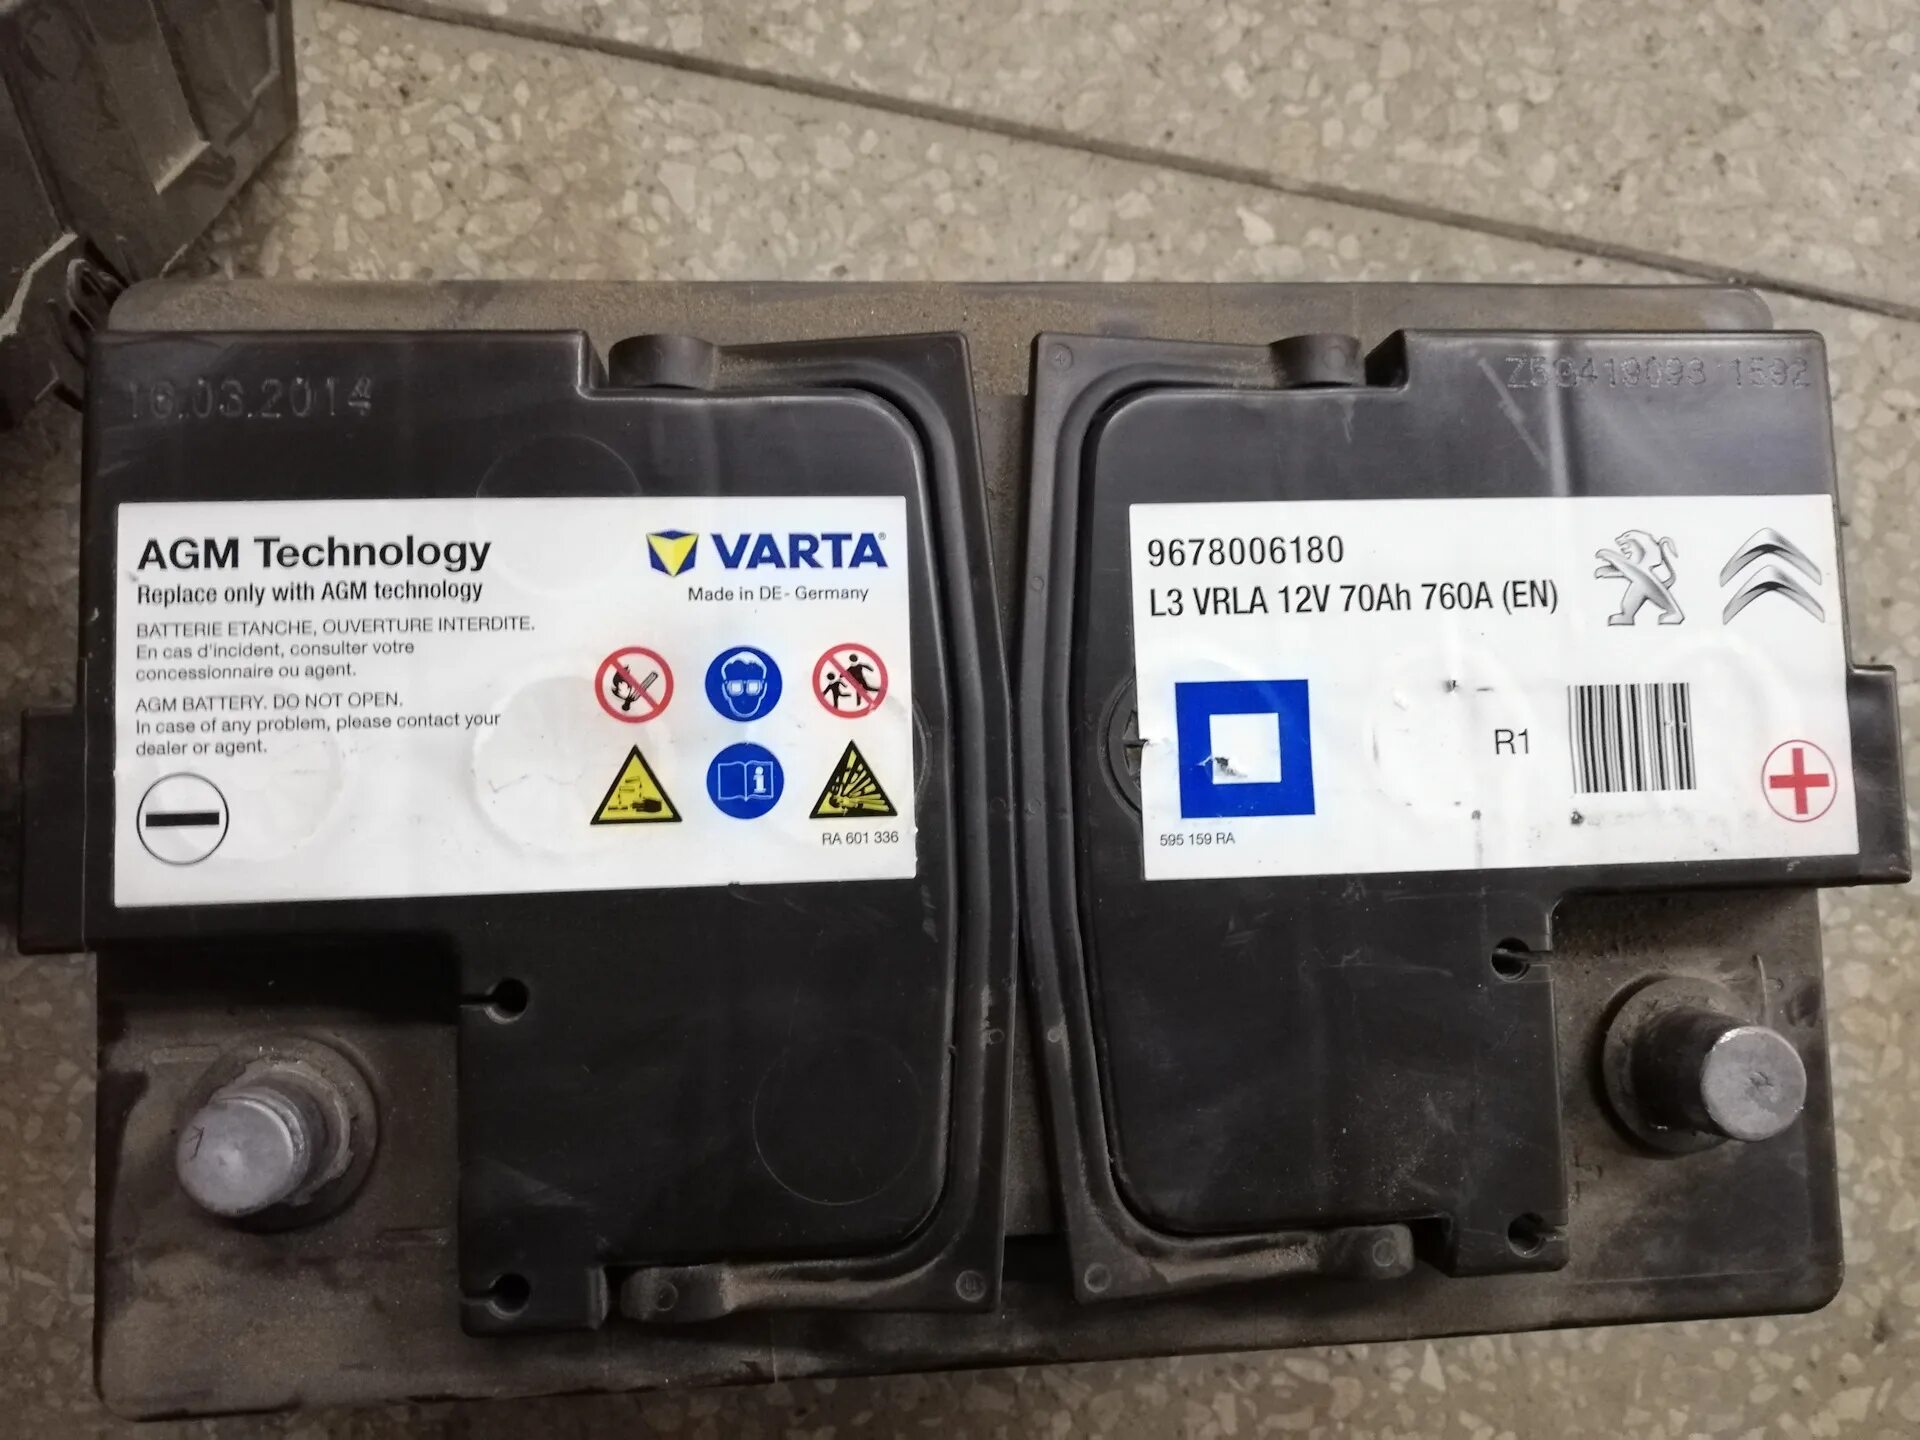 16.03.2014
AGM Technology
Replace only with AGM technology
BATTERIE ETANCHE, OUVERTURE INTERDITE.
En cas d'incident, consulter votre
concessionnaire ou agent.
AGM BATTERY. DO NOT OPEN.
In case of any problem, please contact your
dealer or agent.
VARTA®
Made in DE - Germany
RA 601 336
9678006180
L3 VRLA 12V 70Ah 760A (EN)
R1
595 159 RA